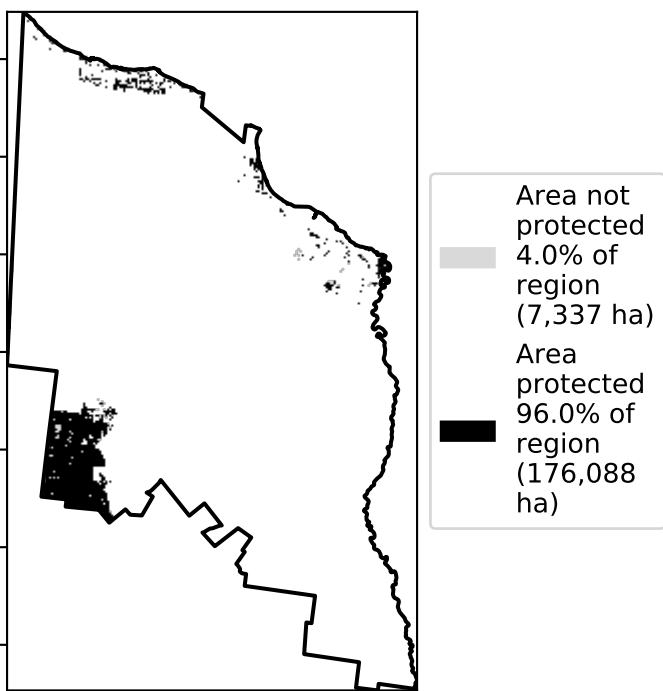 Area not
protected
4.0% of
region
(7,337 ha)
Area
protected
96.0% of
region
(176,088
ha)